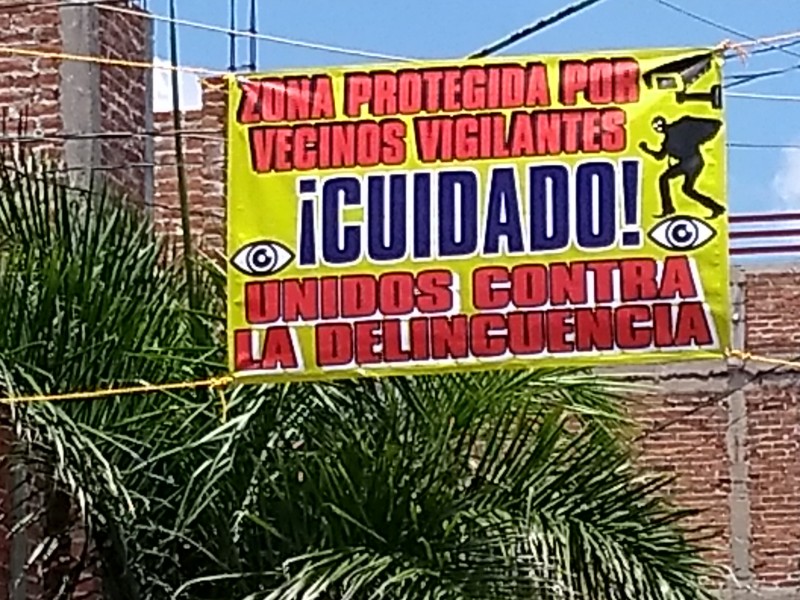 ZONA PROTEGIDA POR
VECINOS VIGILANTES
¡CUIDADO!
UNIDOS CONTRA
LA DELINCUENCIA